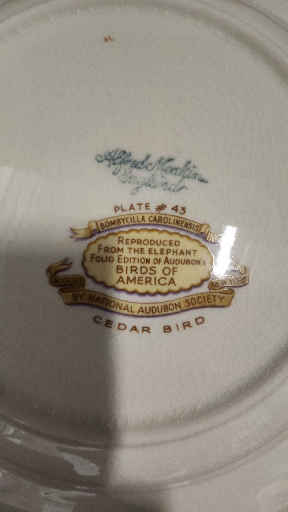 Alfred Meakin
England
PLATE # 43
BOMBYCILLA CAROLINENSIS
REPRODUCED
FROM THE ELEPHANT
FOLIO EDITION OF AUDUBON'S
BIRDS OF
AMERICA
BY NATIONAL AUDUBON SOCIETY
CEDAR BIRD